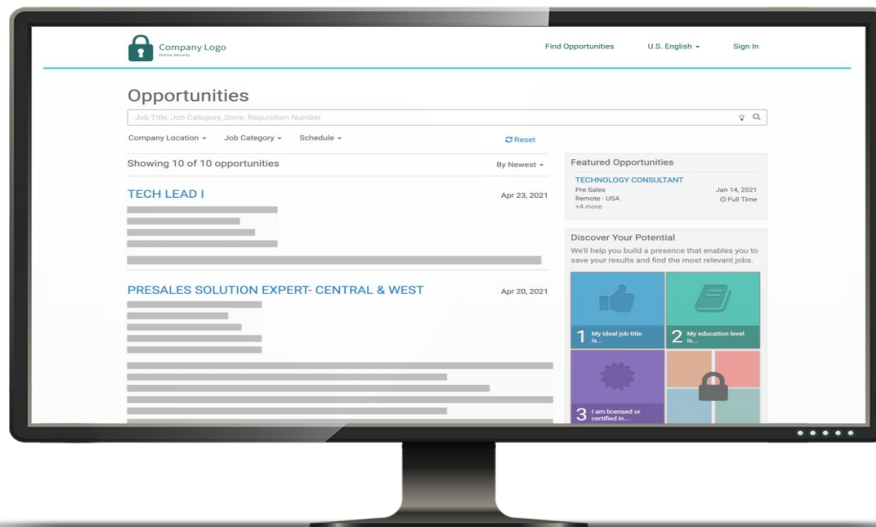 Company Logo
Online Security
Find Opportunities
U.S. English
Sign In
Opportunities
Job Title, Job Category, Store, Requisition Number
Company Location
Job Category
Schedule
Reset
Showing 10 of 10 opportunities
By Newest
TECH LEAD I
Apr 23, 2021
PRESALES SOLUTION EXPERT- CENTRAL & WEST
Apr 20, 2021
Featured Opportunities
TECHNOLOGY CONSULTANT
Pre Sales
Jan 14, 2021
Remote - USA
Full Time
+4 more
Discover Your Potential
We'll help you build a presence that enables you to
save your results and find the most relevant jobs.
1 My ideal job title
is...
2 My education level
is...
3 I am licensed or
certified in...